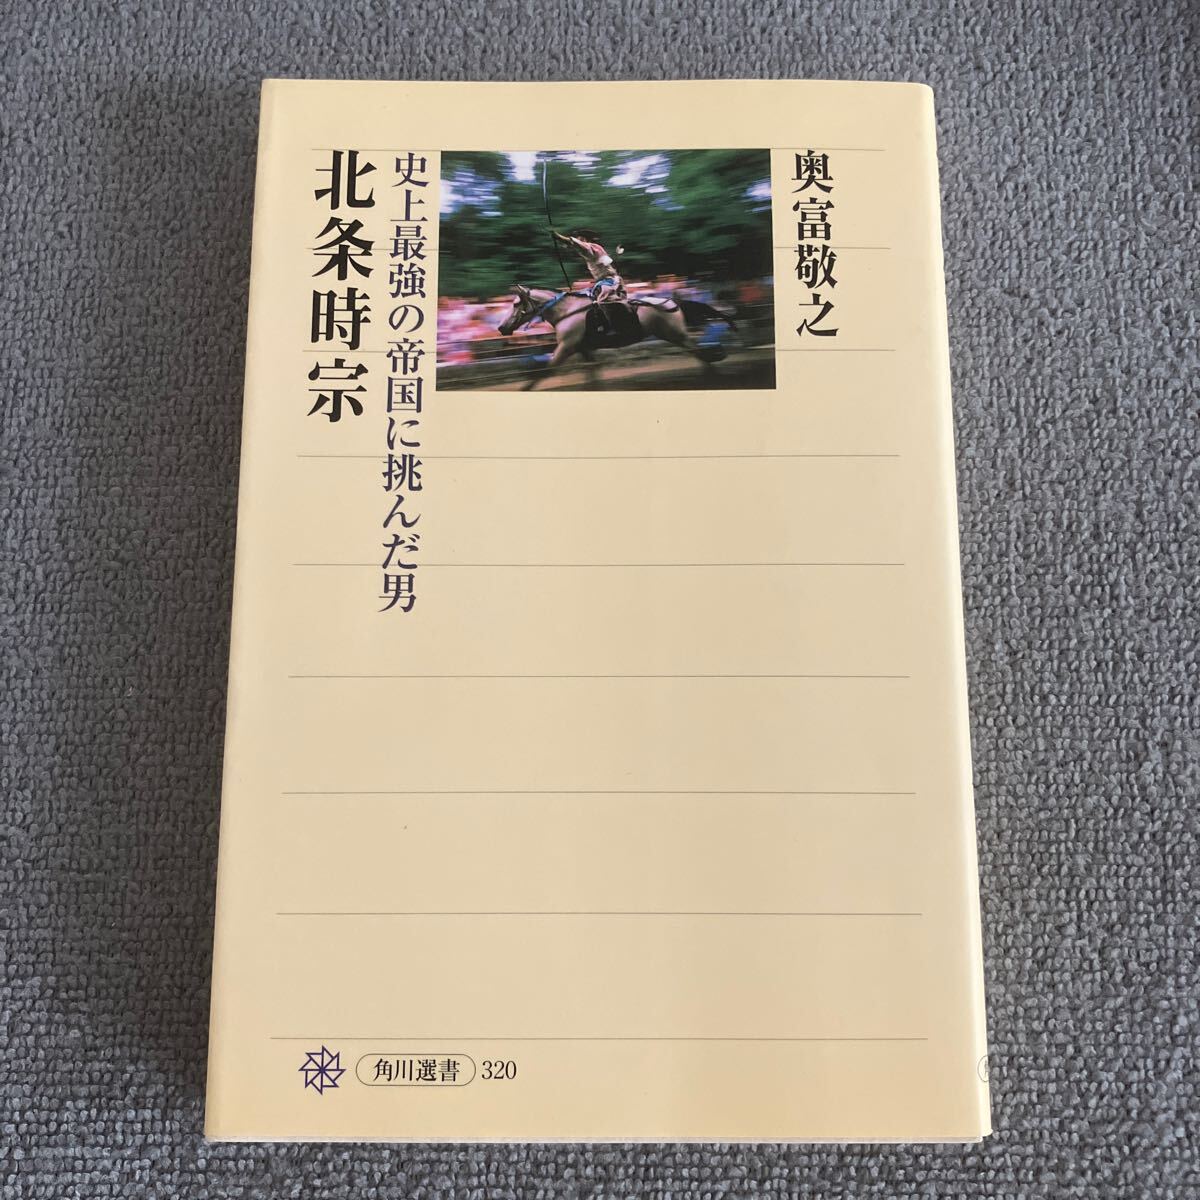 奥富敬之
史上最強の帝国に挑んだ男
北条時宗
角川選書 320